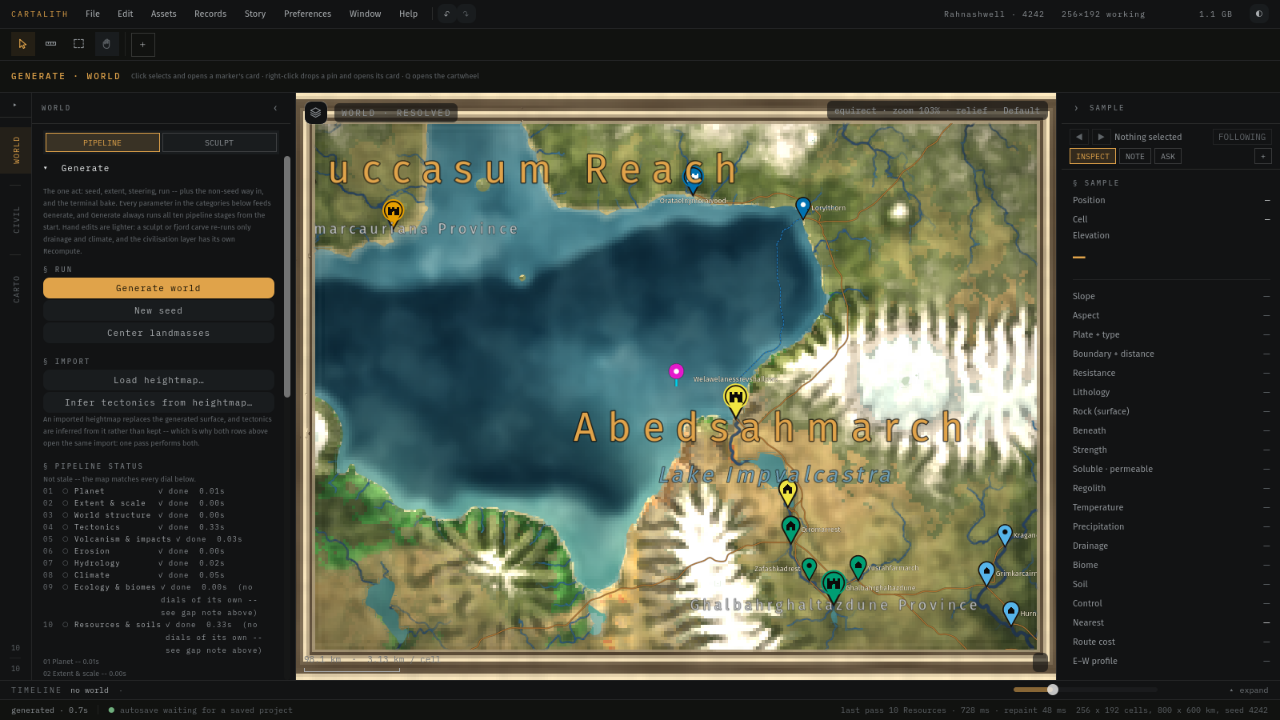 CARTALITH File Edit Assets Records Story Preferences Window Help
Rahnashwell · 4242 256×192 working 1.1 GB
GENERATE · WORLD Click selects and opens a marker's card · right-click drops a pin and opens its card · Q opens the cartwheel
WORLD
CIVIL
CARTO
10
10
WORLD
PIPELINE SCULPT
Generate
The one act: seed, extent, steering, run — plus the non-seed way in,
and the terminal bake. Every parameter in the categories below feeds
Generate, and Generate always runs all ten pipeline stages from the
start. Hand edits are lighter: a sculpt or fjord carve re-runs only
drainage and climate, and the civilisation layer has its own
Recompute.
§ RUN
Generate world
New seed
Center landmasses
§ IMPORT
Load heightmap…
Infer tectonics from heightmap…
An imported heightmap replaces the generated surface, and tectonics
are inferred from it rather than kept — which is why both rows above
open the same import: one pass performs both.
§ PIPELINE STATUS
Not stale — the map matches every dial below.
01 ○ Planet √ done 0.01s
02 ○ Extent & scale √ done 0.00s
03 ○ World structure √ done 0.00s
04 ○ Tectonics √ done 0.33s
05 ○ Volcanism & impacts √ done 0.03s
06 ○ Erosion √ done 0.00s
07 ○ Hydrology √ done 0.02s
08 ○ Climate √ done 0.05s
09 ○ Ecology & biomes √ done 0.00s (no
dials of its own --
see gap note above)
10 ○ Resources & soils √ done 0.33s (no
dials of its own --
see gap note above)
01 Planet — 0.01s
02 Extent & scale — 0.00s
WORLD · RESOLVED
equirect · zoom 103% · relief · Default
uccasum Reach
Lorylthorn
marcauriana Province
Abedsahmarch
Lake Impvalcastra
Zafachkadrest
Kragan
Grimkarcairn
Hurn
Ghalbahrghaltazdune Province
SAMPLE
Nothing selected FOLLOWING
INSPECT NOTE ASK +
§ SAMPLE
Position —
Cell —
Elevation
—
Slope —
Aspect —
Plate + type —
Boundary + distance —
Resistance —
Lithology —
Rock (surface) —
Beneath —
Strength —
Soluble · permeable —
Regolith —
Temperature —
Precipitation —
Drainage —
Biome —
Soil —
Control —
Nearest —
Route cost —
E–W profile —
TIMELINE no world ·
expand
generated · 0.7s autosave waiting for a saved project
last pass 10 Resources · 728 ms · repaint 48 ms 256 x 192 cells, 800 x 600 km, seed 4242